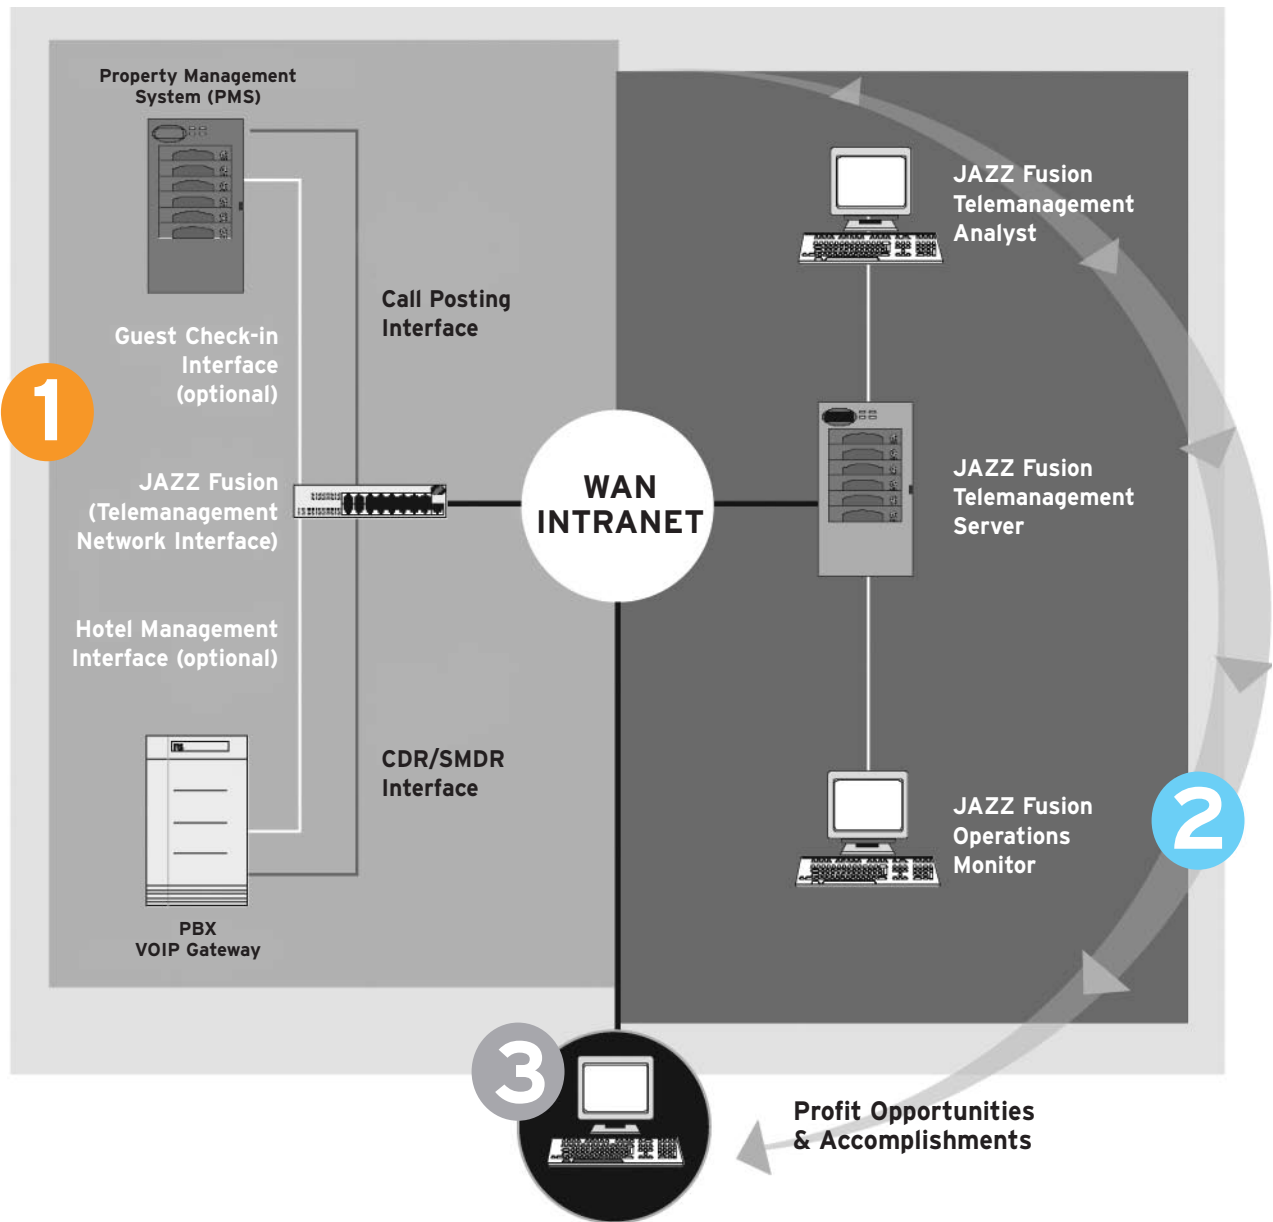 Property Management
System (PMS)
Call Posting
Interface
Guest Check-in
Interface
(optional)
1
JAZZ Fusion
(Telemanagement
Network Interface)
Hotel Management
Interface (optional)
CDR/SMDR
Interface
PBX
VOIP Gateway
WAN
INTRANET
JAZZ Fusion
Telemanagement
Analyst
JAZZ Fusion
Telemanagement
Server
JAZZ Fusion
Operations
Monitor
2
3
Profit Opportunities
& Accomplishments